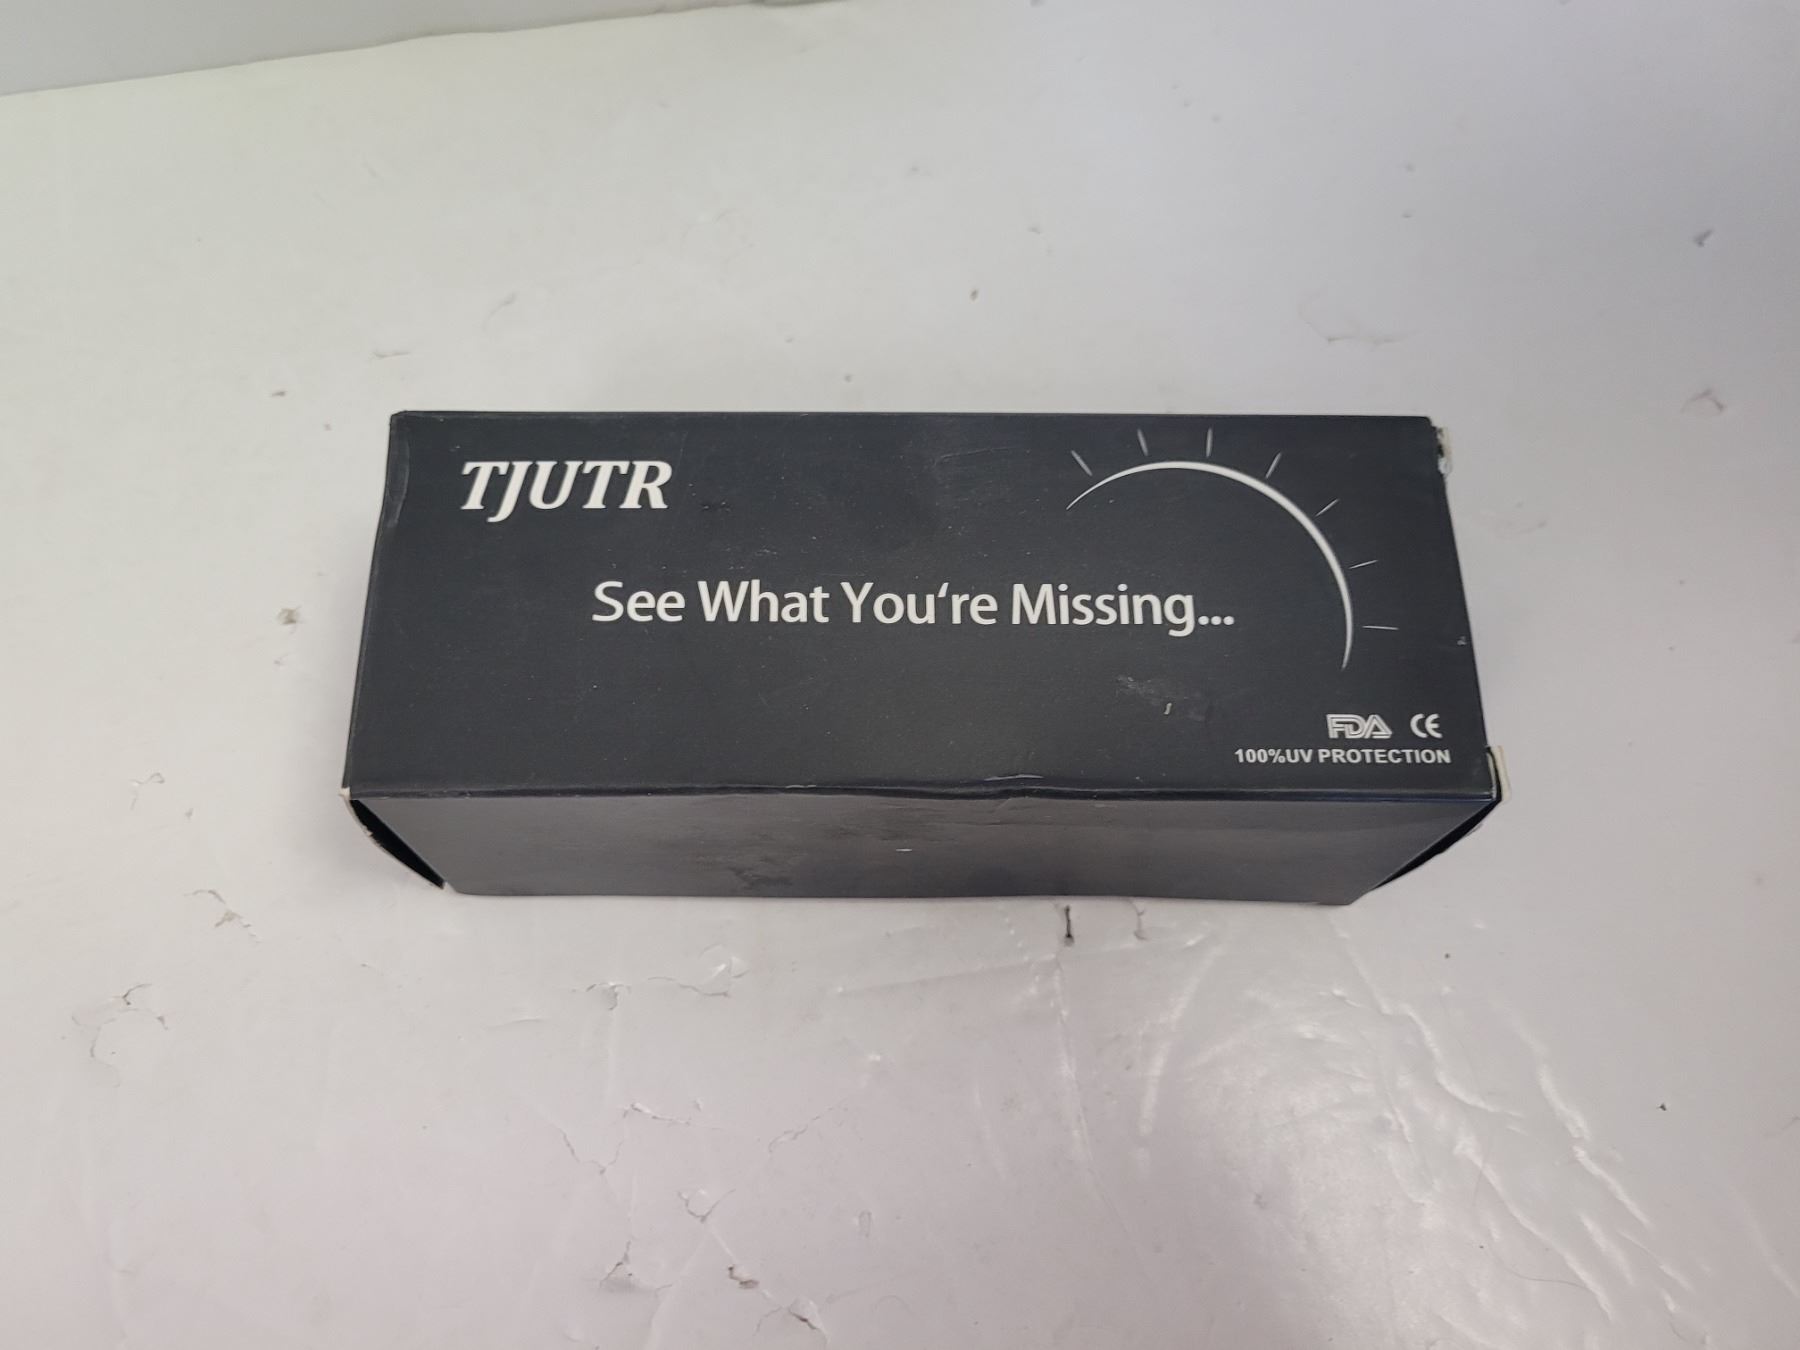 TJUTR
See What You‘re Missing...
FDA CE
100%UV PROTECTION